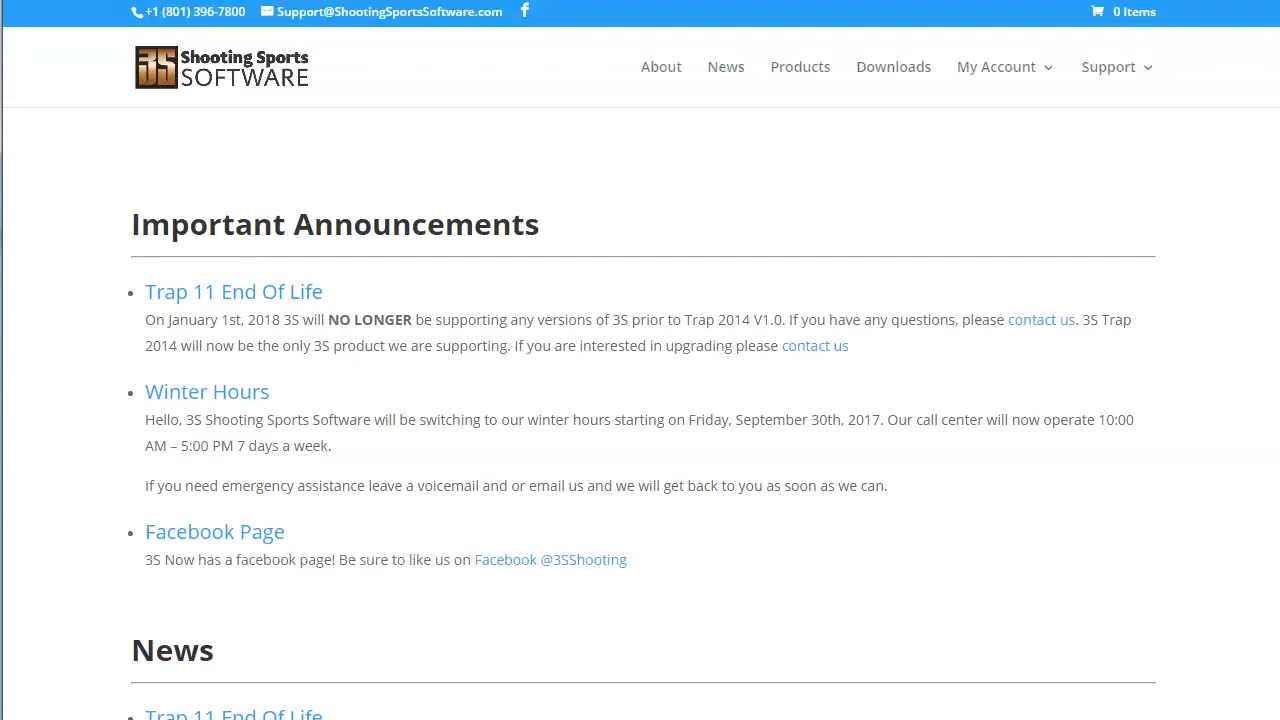 +1 (801) 396-7800 Support@ShootingSportsSoftware.com 0 Items
3S Shooting Sports
SOFTWARE
About News Products Downloads My Account Support
Important Announcements
Trap 11 End Of Life
On January 1st, 2018 3S will NO LONGER be supporting any versions of 3S prior to Trap 2014 V1.0. If you have any questions, please contact us. 3S Trap
2014 will now be the only 3S product we are supporting. If you are interested in upgrading please contact us
Winter Hours
Hello, 3S Shooting Sports Software will be switching to our winter hours starting on Friday, September 30th, 2017. Our call center will now operate 10:00
AM – 5:00 PM 7 days a week.
If you need emergency assistance leave a voicemail and or email us and we will get back to you as soon as we can.
Facebook Page
3S Now has a facebook page! Be sure to like us on Facebook @3SShooting
News
Trap 11 End Of Life